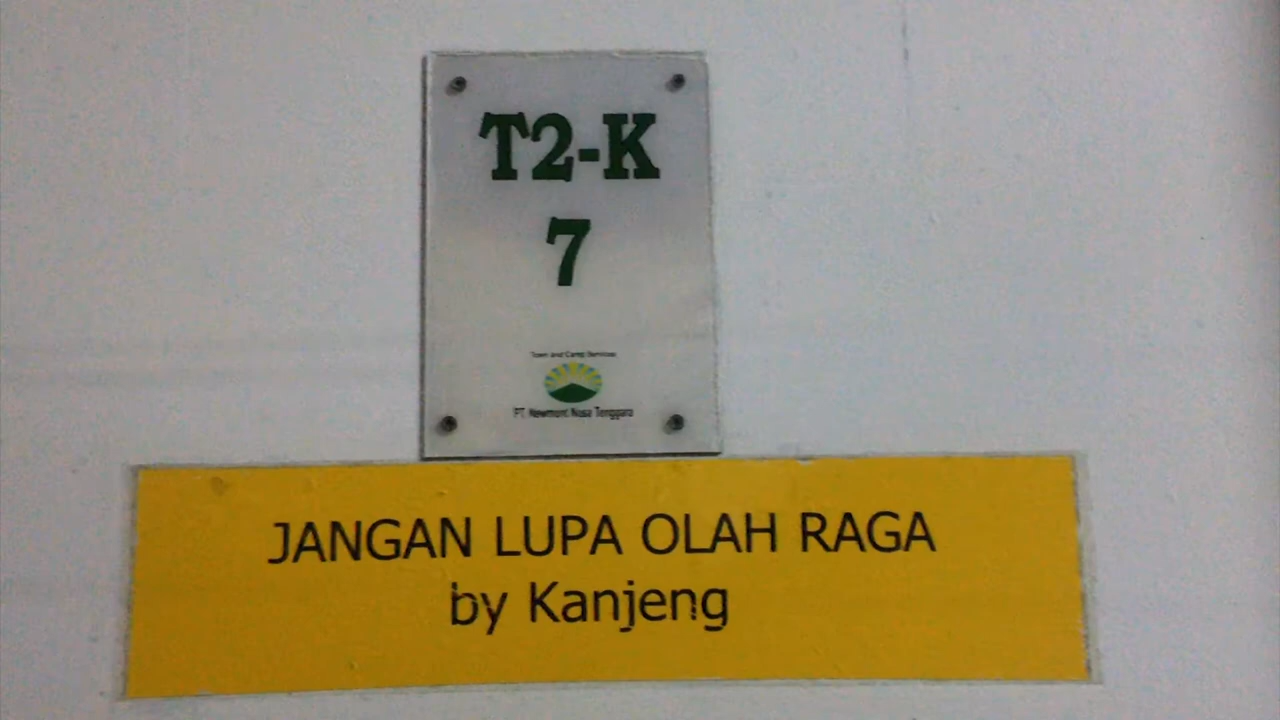 T2-K
7
Town and Camp Services
PT. Newmont Nusa Tenggara
JANGAN LUPA OLAH RAGA
by Kanjeng